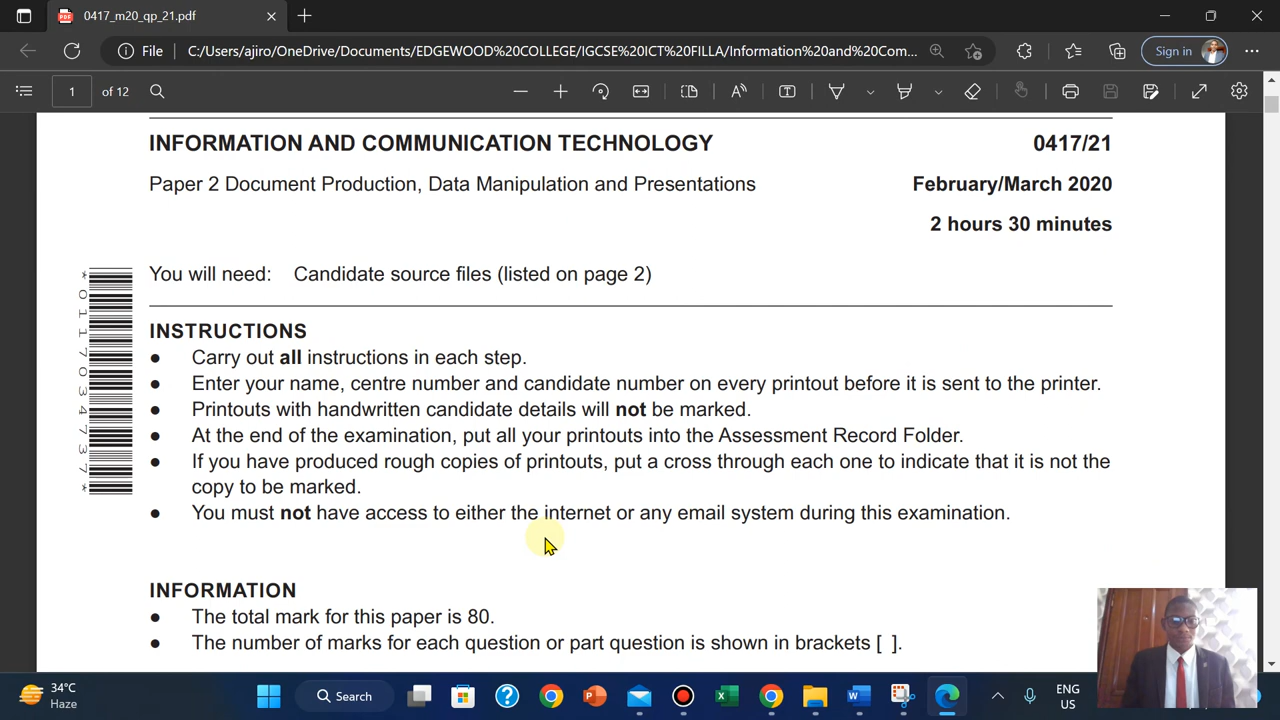 0417_m20_qp_21.pdf
File C:/Users/ajiro/OneDrive/Documents/EDGEWOOD%20COLLEGE/IGCSE%20ICT%20FILLA/Information%20and%20Com...
Sign in
1 of 12
INFORMATION AND COMMUNICATION TECHNOLOGY 0417/21
Paper 2 Document Production, Data Manipulation and Presentations February/March 2020
2 hours 30 minutes
You will need: Candidate source files (listed on page 2)
*0117034737*
INSTRUCTIONS
● Carry out all instructions in each step.
● Enter your name, centre number and candidate number on every printout before it is sent to the printer.
● Printouts with handwritten candidate details will not be marked.
● At the end of the examination, put all your printouts into the Assessment Record Folder.
● If you have produced rough copies of printouts, put a cross through each one to indicate that it is not the
copy to be marked.
● You must not have access to either the internet or any email system during this examination.
INFORMATION
● The total mark for this paper is 80.
● The number of marks for each question or part question is shown in brackets [ ].
34°C
Haze
Search
ENG
US